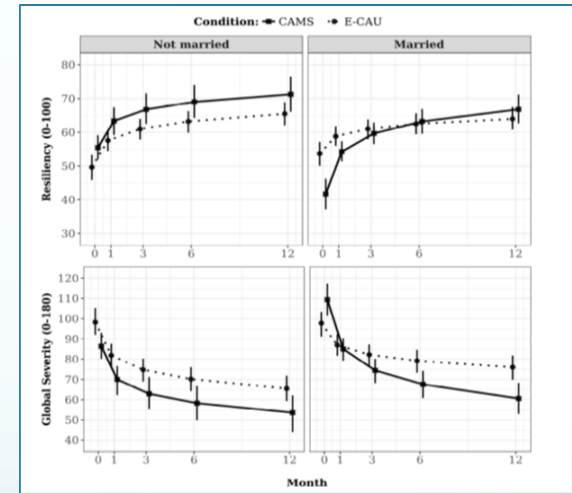 Condition: CAMS E-CAU
Not married Married
Resiliency (0-100)
80
70
60
50
40
30
0 1 3 6 12 0 1 3 6 12
Global Severity (0-180)
120
110
100
90
80
70
60
50
40
0 1 3 6 12 0 1 3 6 12
Month